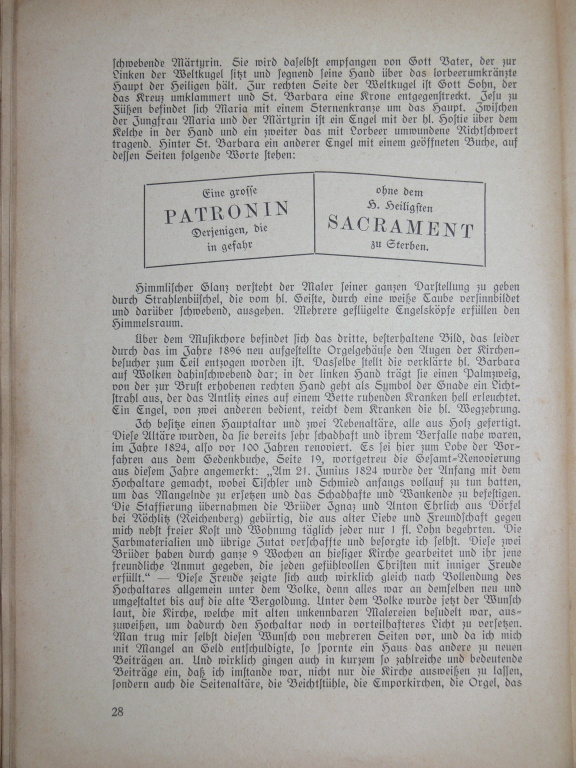 schwebende Märtyrin. Sie wird daselbst empfangen von Gott Vater, der zur
Linken der Weltkugel sitzt und segnend seine Hand über das lorbeerumkränzte
Haupt der Heiligen hält. Zur rechten Seite der Weltkugel ist Gott Sohn, der
das Kreuz umklammert und St. Barbara eine Krone entgegenstreckt. Jesu zu
Füßen befindet sich Maria mit einem Sternenkranze um das Haupt. Zwischen
der Jungfrau Maria und der Märtyrin ist ein Engel mit der hl. Hostie über dem
Kelche in der Hand und ein zweiter das mit Lorbeer umwundene Richtschwert
tragend. Hinter St. Barbara ein anderer Engel mit einem geöffneten Buche, auf
dessen Seiten folgende Worte stehen:
Eine grosse
PATRONIN
Derjenigen, die
in gefahr
ohne dem
H. Heiligsten
SACRAMENT
zu Sterben.
Himmlischer Glanz versteht der Maler seiner ganzen Darstellung zu geben
durch Strahlenbüschel, die vom hl. Geiste, durch eine weiße Taube versinnbildet
und darüber schwebend, ausgehen. Mehrere geflügelte Engelsköpfe erfüllen den
Himmelsraum.
Über dem Musikchore befindet sich das dritte, besterhaltene Bild, das leider
durch das im Jahre 1896 neu aufgestellte Orgelgehäuse den Augen der Kirchen-
besucher zum Teil entzogen worden ist. Dasselbe stellt die verklärte hl. Barbara
auf Wolken dahinschwebend dar; in der linken Hand trägt sie einen Palmzweig,
von der zur Brust erhobenen rechten Hand geht als Symbol der Gnade ein Licht-
strahl aus, der das Antlitz eines auf einem Bette ruhenden Kranken hell erleuchtet.
Ein Engel, von zwei anderen bedient, reicht dem Kranken die hl. Wegzehrung.
Ich besitze einen Hauptaltar und zwei Nebenaltäre, alle aus Holz gefertigt.
Diese Altäre wurden, da sie bereits sehr schadhaft und ihrem Verfalle nahe waren,
im Jahre 1824, also vor 100 Jahren renoviert. Es sei hier zum Lobe der Vor-
fahren aus dem Gedenkbuche, Seite 19, wortgetreu die Gesamt-Renovierung
aus diesem Jahre angemerkt: „Am 21. Junius 1824 wurde der Anfang mit dem
Hochaltare gemacht, wobei Tischler und Schmied anfangs vollauf zu tun hatten,
um das Mangelnde zu ersetzen und das Schadhafte und Wankende zu befestigen.
Die Staffierung übernahmen die Brüder Ignaz und Anton Ehrlich aus Dörfel
bei Röchlitz (Reichenberg) gebürtig, die aus alter Liebe und Freundschaft gegen
mich nebst freier Kost und Wohnung täglich jeder nur 1 fl. Lohn begehrten. Die
Farbmaterialien und übrige Zutat verschaffte und besorgte ich selbst. Diese zwei
Brüder haben durch ganze 9 Wochen an hiesiger Kirche gearbeitet und ihr jene
freundliche Anmut gegeben, die jeden gefühlvollen Christen mit inniger Freude
erfüllt.“ — Diese Freude zeigte sich auch wirklich gleich nach Vollendung des
Hochaltares allgemein unter dem Volke, denn alles war an demselben neu und
umgestaltet bis auf die alte Vergoldung. Unter dem Volke wurde jetzt der Wunsch
laut, die Kirche, welche mit alten unkennbaren Malereien besudelt war, aus-
zuweißen, um dadurch den Hochaltar noch in vorteilhafteres Licht zu versetzen.
Man trug mir selbst diesen Wunsch von mehreren Seiten vor, und da ich mich
mit Mangel an Geld entschuldigte, so spornte ein Haus das andere zu neuen
Beiträgen an. Und wirklich gingen auch in kurzem so zahlreiche und bedeutende
Beiträge ein, daß ich imstande war, nicht nur die Kirche ausweißen zu lassen,
sondern auch die Seitenaltäre, die Beichtstühle, die Emporkirchen, die Orgel, das
28